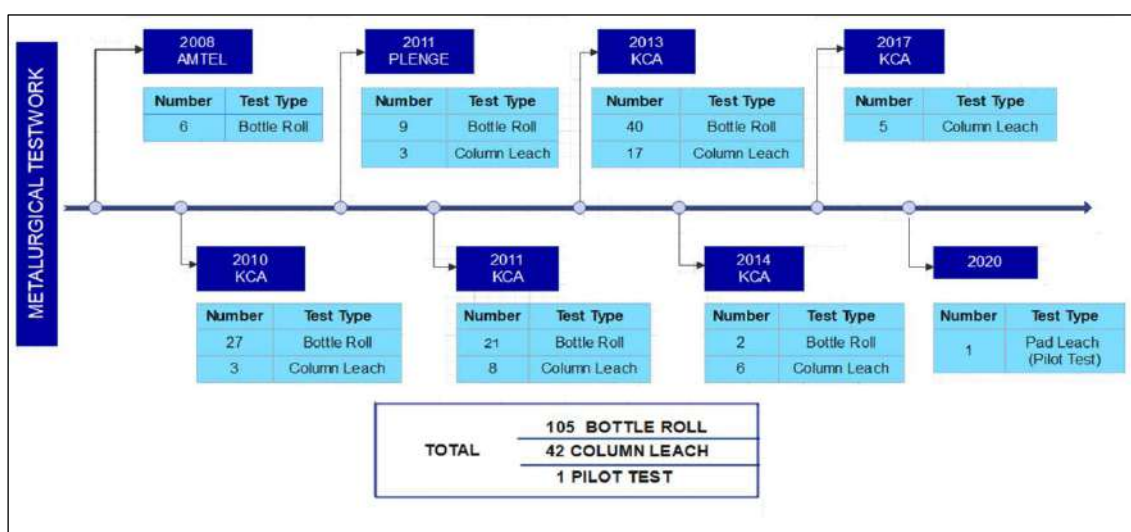 METALURGICAL TESTWORK
2008
AMTEL
Number Test Type
6 Bottle Roll
2011
PLENGE
Number Test Type
9 Bottle Roll
3 Column Leach
2013
KCA
Number Test Type
40 Bottle Roll
17 Column Leach
2017
KCA
Number Test Type
5 Column Leach
2010
KCA
Number Test Type
27 Bottle Roll
3 Column Leach
2011
KCA
Number Test Type
21 Bottle Roll
8 Column Leach
2014
KCA
Number Test Type
2 Bottle Roll
6 Column Leach
2020
Number Test Type
1 Pad Leach
(Pilot Test)
TOTAL
105 BOTTLE ROLL
42 COLUMN LEACH
1 PILOT TEST